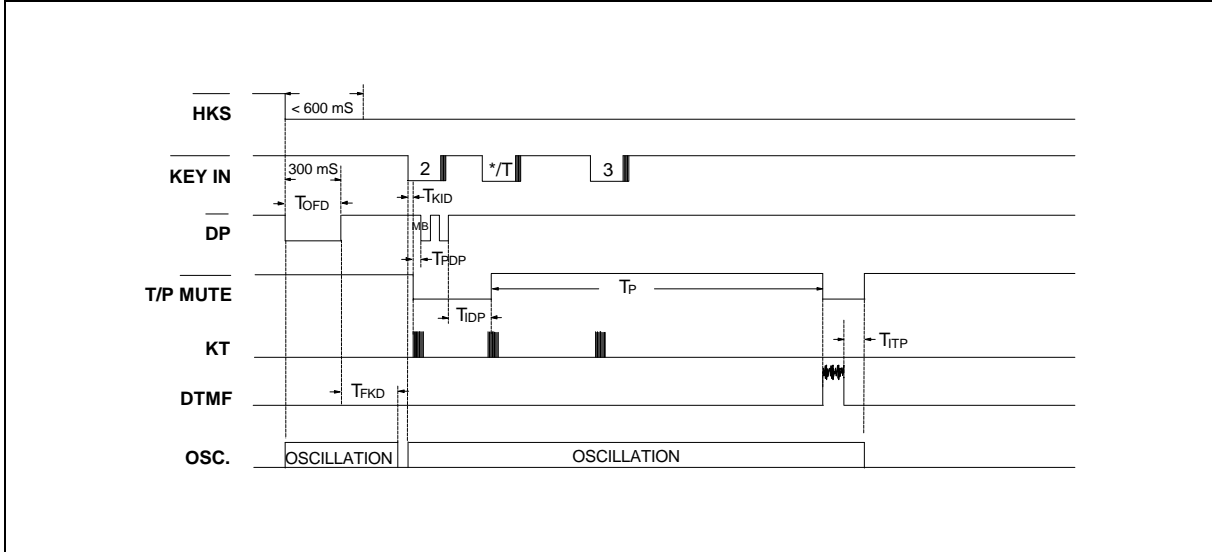 HKS
< 600 mS
KEY IN
2
*/T
3
300 mS
TKID
TOFD
DP
MB
TPDP
T/P MUTE
TP
TIDP
KT
TITP
TFKD
DTMF
OSC.
OSCILLATION
OSCILLATION